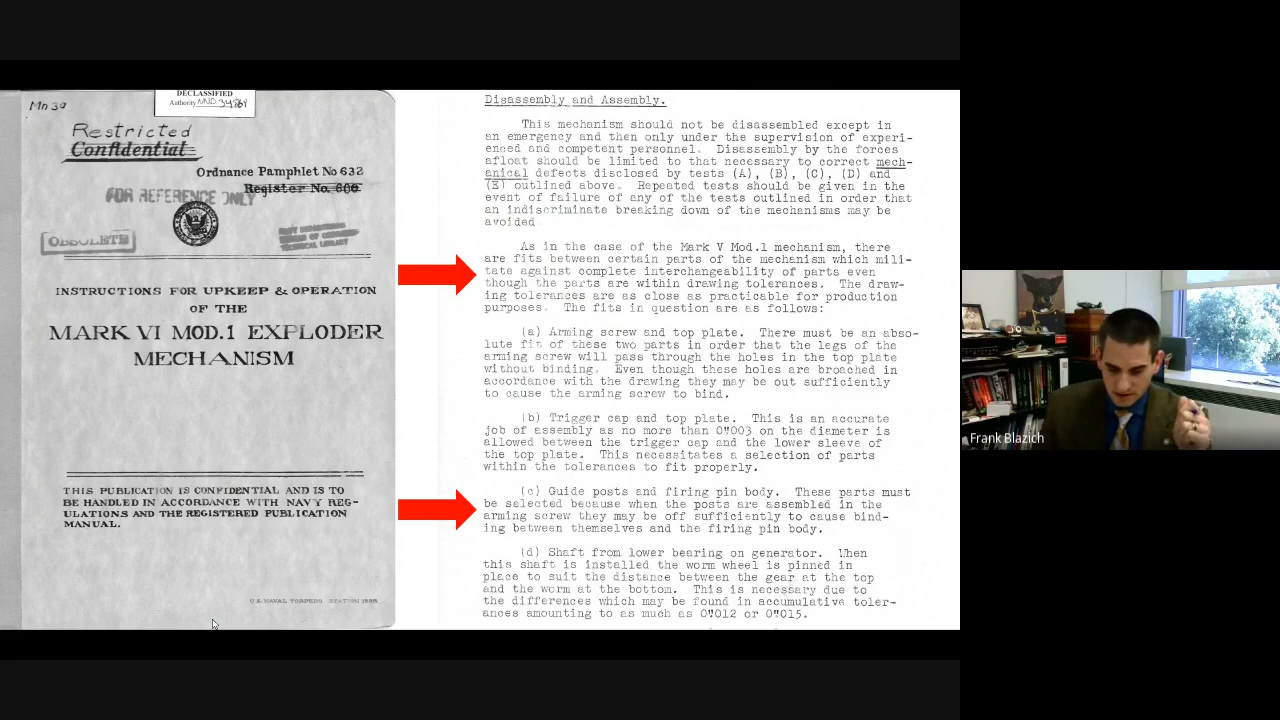 Mn 30
DECLASSIFIED
Authority NND 34864
Restricted
Confidential
Ordnance Pamphlet No 632
Register No. 606
FOR REFERENCE ONLY
OBSOLETE
TECHNICAL LIBRARY
INSTRUCTIONS FOR UPKEEP & OPERATION
OF THE
MARK VI MOD.1 EXPLODER
MECHANISM
THIS PUBLICATION IS CONFIDENTIAL AND IS TO
BE HANDLED IN ACCORDANCE WITH NAVY REG-
ULATIONS AND THE REGISTERED PUBLICATION
MANUAL.
U.S. NAVAL TORPEDO STATION
Disassembly and Assembly.
This mechanism should not be disassembled except in
an emergency and then only under the supervision of experi-
enced and competent personnel. Disassembly by the forces
afloat should be limited to that necessary to correct mech-
anical defects disclosed by tests (A), (B), (C), (D) and
(E) outlined above. Repeated tests should be given in the
event of failure of any of the tests outlined in order that
an indiscriminate breaking down of the mechanisms may be
avoided
As in the case of the Mark V Mod.1 mechanism, there
are fits between certain parts of the mechanism which mili-
tate against complete interchangeability of parts even
though the parts are within drawing tolerances. The draw-
ing tolerances are as close as practicable for production
purposes. The fits in question are as follows:
(a) Arming screw and top plate. There must be an abso-
lute fit of these two parts in order that the legs of the
arming screw will pass through the holes in the top plate
without binding. Even though these holes are broached in
accordance with the drawing they may be out sufficiently
to cause the arming screw to bind.
(b) Trigger cap and top plate. This is an accurate
job of assembly as no more than 0"003 on the diameter is
allowed between the trigger cap and the lower sleeve of
the top plate. This necessitates a selection of parts
within the tolerances to fit properly.
(c) Guide posts and firing pin body. These parts must
be selected because when the posts are assembled in the
arming screw they may be off sufficiently to cause bind-
ing between themselves and the firing pin body.
(d) Shaft from lower bearing on generator. When
this shaft is installed the worm wheel is pinned in
place to suit the distance between the gear at the top
and the worm at the bottom. This is necessary due to
the differences which may be found in accumulative toler-
ances amounting to as much as 0"012 or 0"015.
Frank Blazich